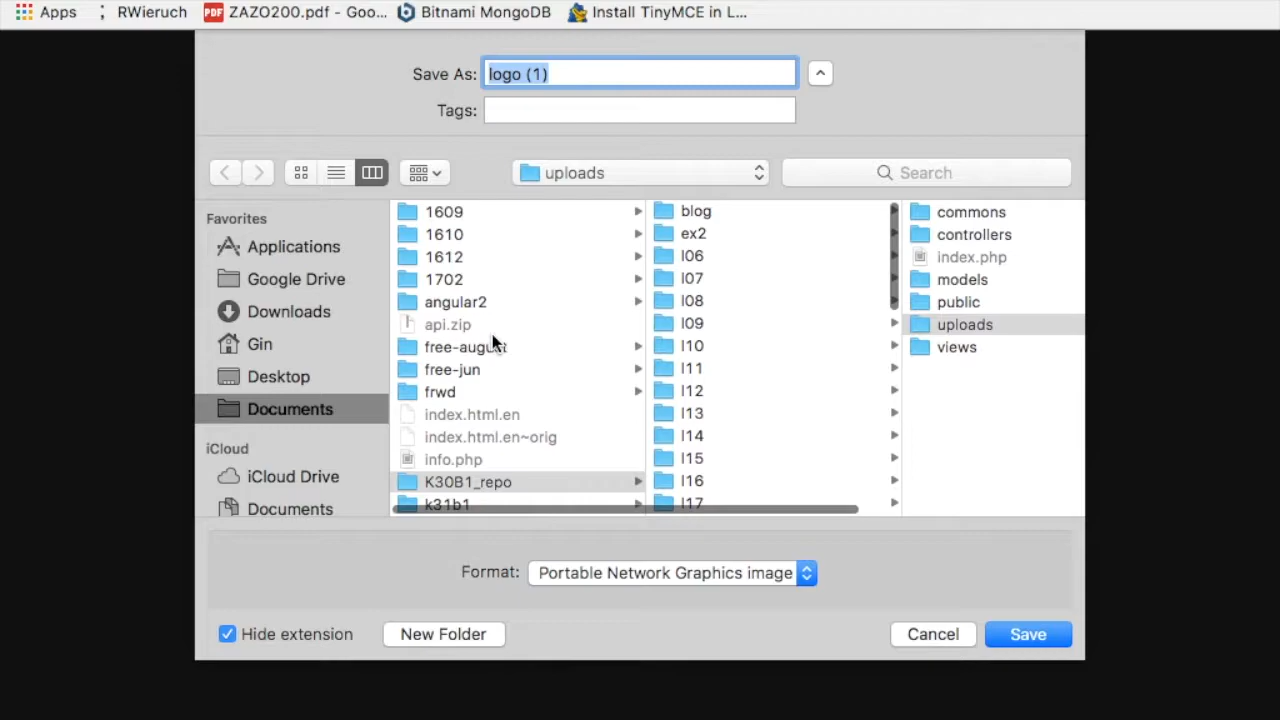 Apps RWieruch PDF ZAZO200.pdf - Goo... Bitnami MongoDB Install TinyMCE in L...
Save As: logo (1)
Tags:
uploads
Search
Favorites
Applications
Google Drive
Downloads
Gin
Desktop
Documents
iCloud
iCloud Drive
Documents
1609
1610
1612
1702
angular2
api.zip
free-august
free-jun
frwd
index.html.en
index.html.en~orig
info.php
K30B1_repo
k31b1
blog
ex2
l06
l07
l08
l09
l10
l11
l12
l13
l14
l15
l16
l17
commons
controllers
index.php
models
public
uploads
views
Format: Portable Network Graphics image
Hide extension
New Folder
Cancel
Save